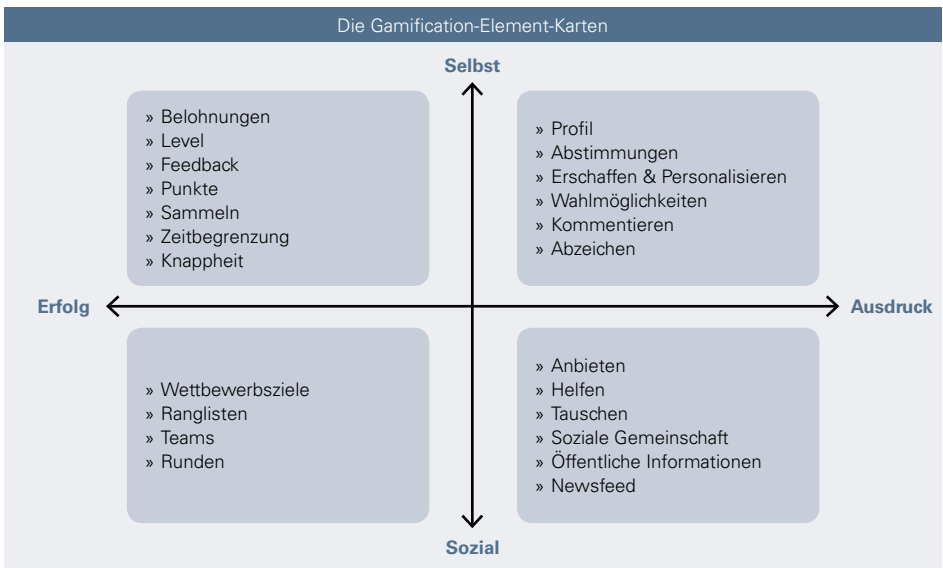 Die Gamification-Element-Karten
Selbst
» Belohnungen
» Level
» Feedback
» Punkte
» Sammeln
» Zeitbegrenzung
» Knappheit
» Profil
» Abstimmungen
» Erschaffen & Personalisieren
» Wahlmöglichkeiten
» Kommentieren
» Abzeichen
Erfolg
Ausdruck
» Wettbewerbsziele
» Ranglisten
» Teams
» Runden
» Anbieten
» Helfen
» Tauschen
» Soziale Gemeinschaft
» Öffentliche Informationen
» Newsfeed
Sozial